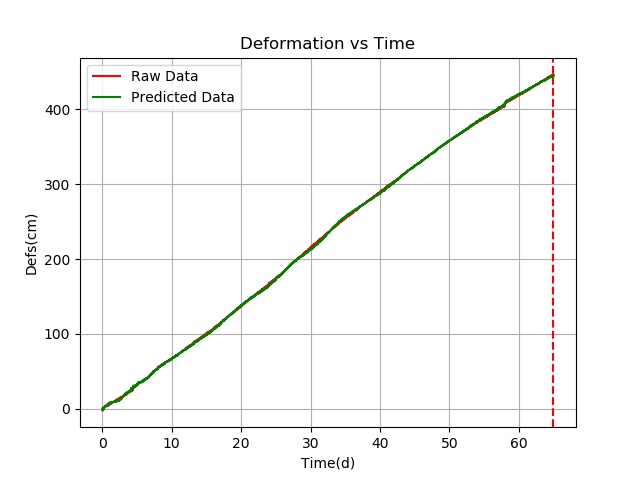 Deformation vs Time
Raw Data
Predicted Data
400
300
200
100
0
Defs(cm)
0 10 20 30 40 50 60
Time(d)